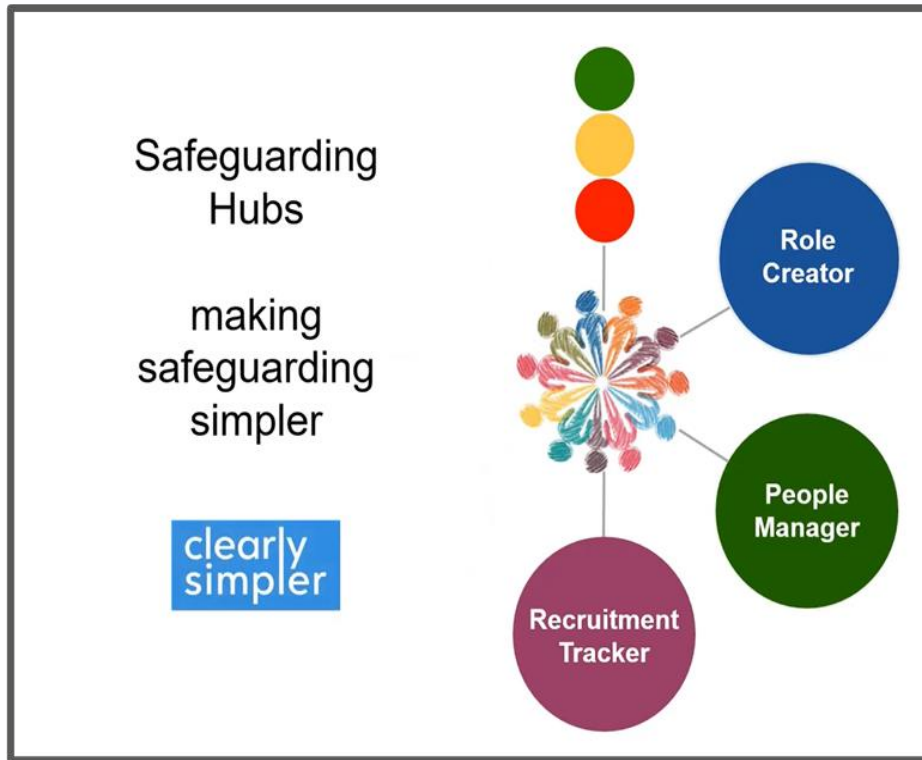 Safeguarding
Hubs
making
safeguarding
simpler
clearly
simpler
Role
Creator
People
Manager
Recruitment
Tracker